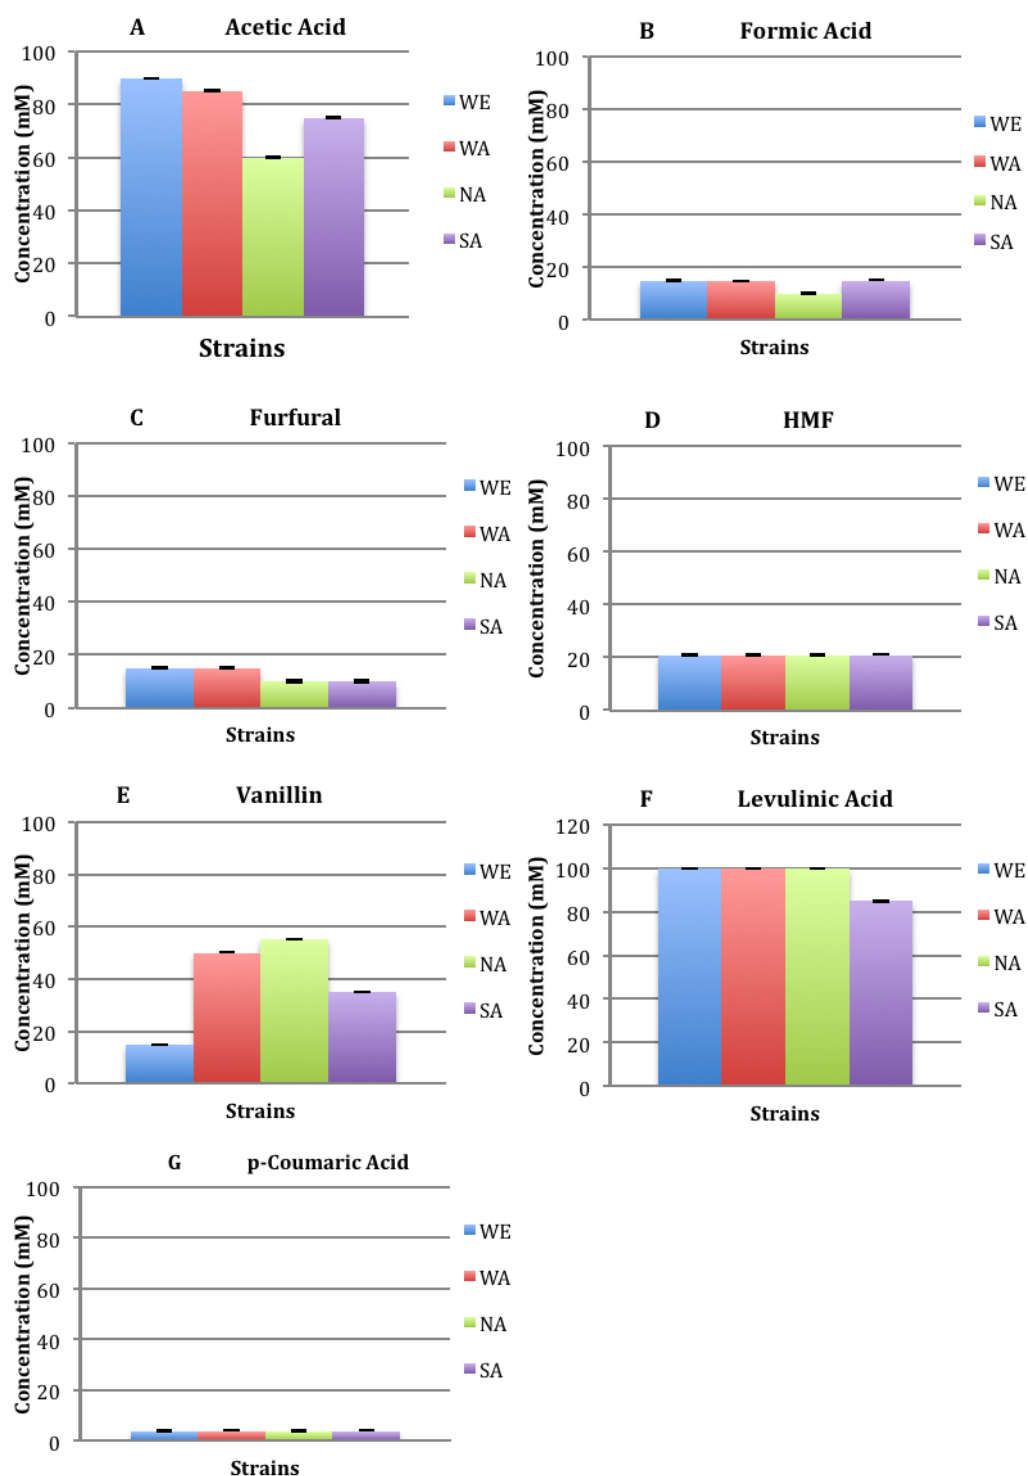 A Acetic Acid
Concentration (mM)
100
80
60
40
20
0
Strains
WE
WA
NA
SA
B Formic Acid
Concentration (mM)
100
80
60
40
20
0
Strains
WE
WA
NA
SA
C Furfural
Concentration (mM)
100
80
60
40
20
0
Strains
WE
WA
NA
SA
D HMF
Concentration (mM)
100
80
60
40
20
0
Strains
WE
WA
NA
SA
E Vanillin
Concentration (mM)
100
80
60
40
20
0
Strains
WE
WA
NA
SA
F Levulinic Acid
Concentration (mM)
120
100
80
60
40
20
0
Strains
WE
WA
NA
SA
G p-Coumaric Acid
Concentration (mM)
100
80
60
40
20
0
Strains
WE
WA
NA
SA